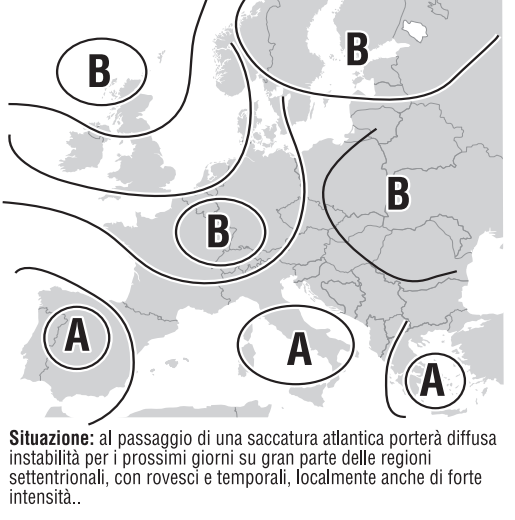 B
B
B
B
A
A
A
Situazione: al passaggio di una saccatura atlantica porterà diffusa
instabilità per i prossimi giorni su gran parte delle regioni
settentrionali, con rovesci e temporali, localmente anche di forte
intensità..